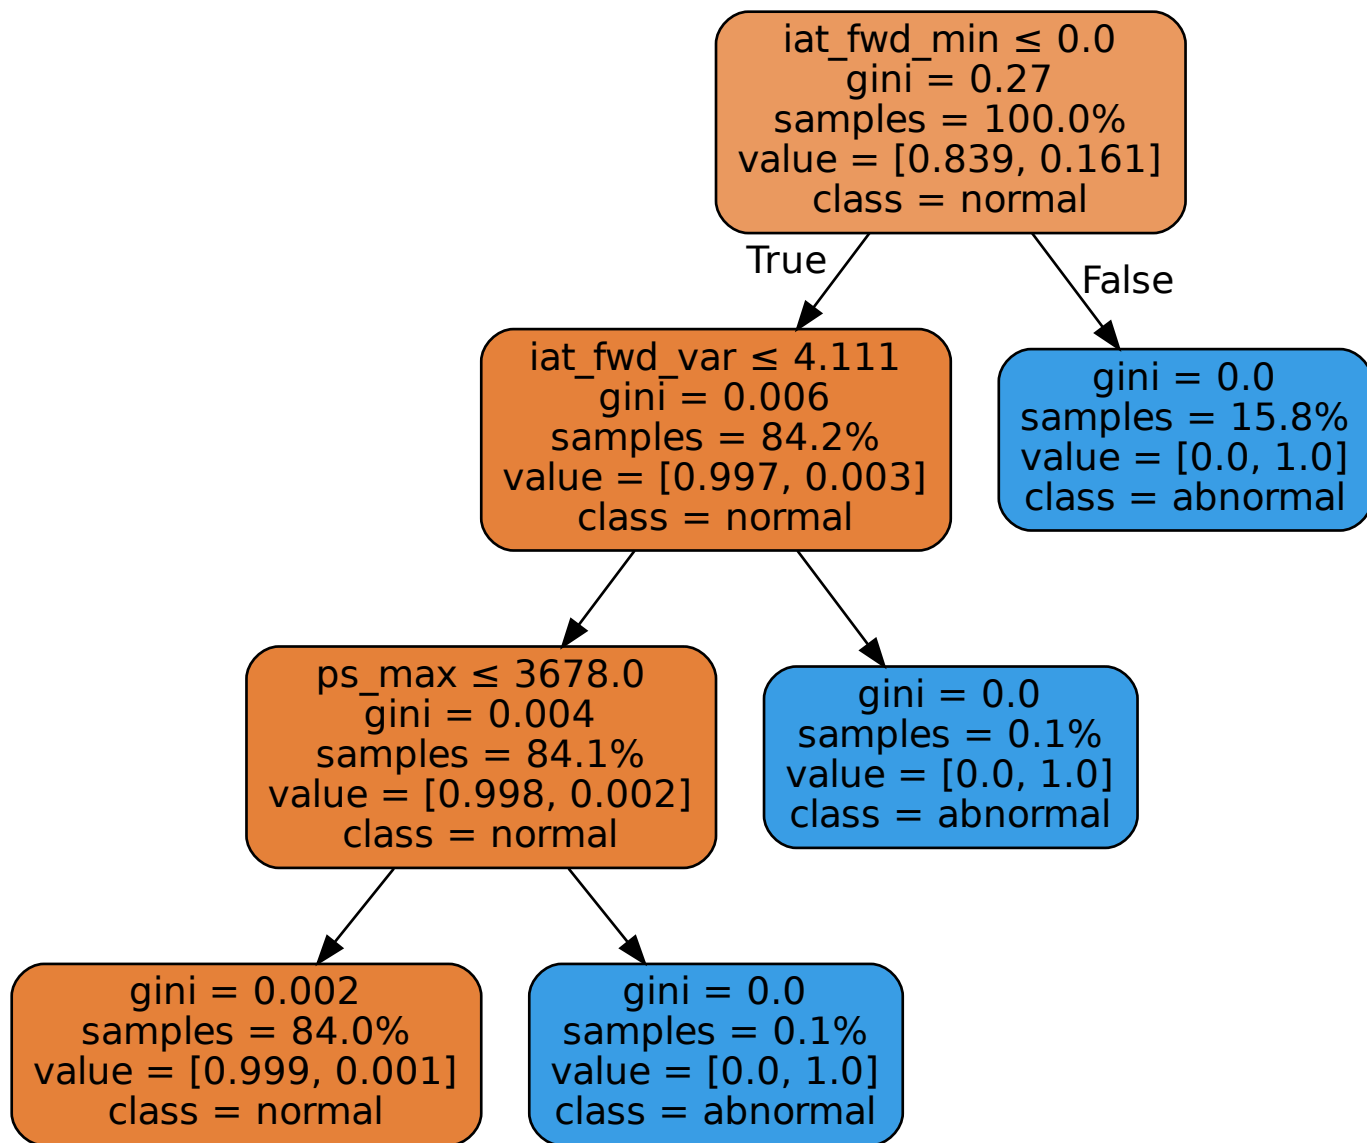 iat_fwd_min ≤ 0.0
gini = 0.27
samples = 100.0%
value = [0.839, 0.161]
class = normal
True
False
iat_fwd_var ≤ 4.111
gini = 0.006
samples = 84.2%
value = [0.997, 0.003]
class = normal
gini = 0.0
samples = 15.8%
value = [0.0, 1.0]
class = abnormal
ps_max ≤ 3678.0
gini = 0.004
samples = 84.1%
value = [0.998, 0.002]
class = normal
gini = 0.0
samples = 0.1%
value = [0.0, 1.0]
class = abnormal
gini = 0.002
samples = 84.0%
value = [0.999, 0.001]
class = normal
gini = 0.0
samples = 0.1%
value = [0.0, 1.0]
class = abnormal